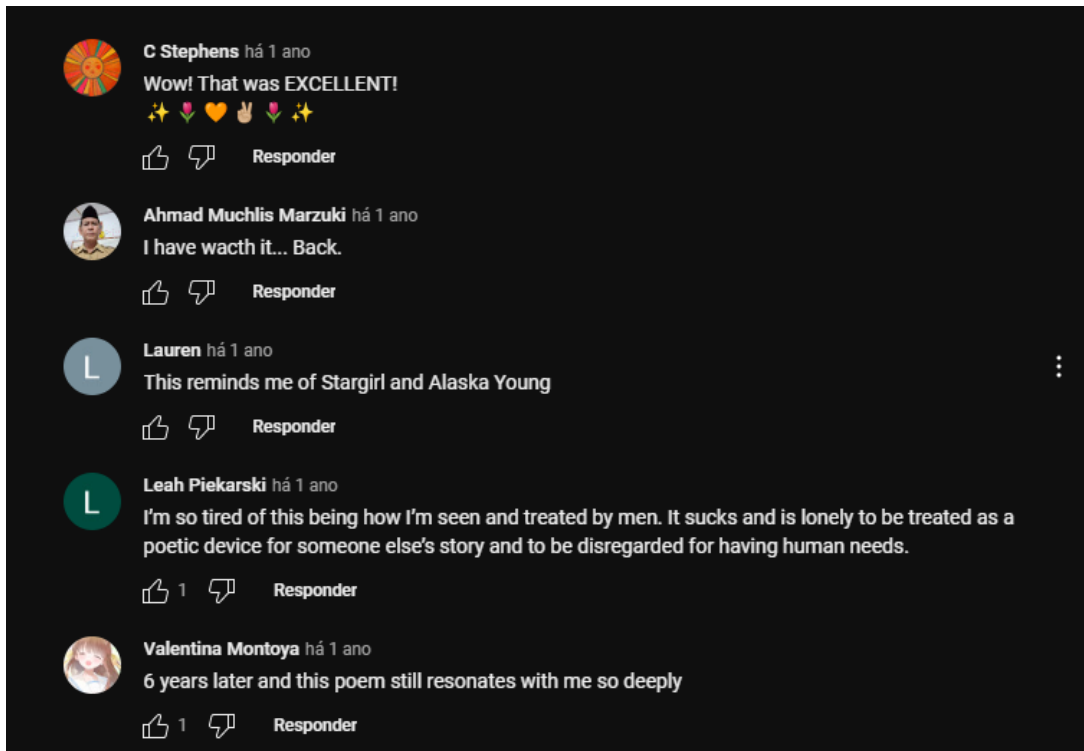 C Stephens há 1 ano
Wow! That was EXCELLENT!
✨🌷🧡✌🏼🌷✨
Responder
Ahmad Muchlis Marzuki há 1 ano
I have wacth it... Back.
Responder
L
Lauren há 1 ano
This reminds me of Stargirl and Alaska Young
Responder
L
Leah Piekarski há 1 ano
I'm so tired of this being how I'm seen and treated by men. It sucks and is lonely to be treated as a
poetic device for someone else's story and to be disregarded for having human needs.
1 Responder
Valentina Montoya há 1 ano
6 years later and this poem still resonates with me so deeply
1 Responder